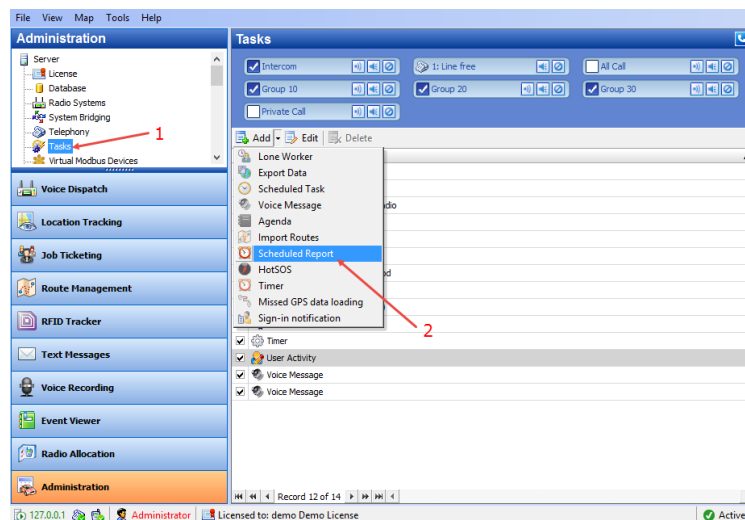 File View Map Tools Help
Administration
Server
License
Database
Radio Systems
System Bridging
Telephony
Tasks
Virtual Modbus Devices
1
Voice Dispatch
Location Tracking
Job Ticketing
Route Management
RFID Tracker
Text Messages
Voice Recording
Event Viewer
Radio Allocation
Administration
Tasks
Intercom
1: Line free
All Call
Group 10
Group 20
Group 30
Private Call
Add Edit Delete
Lone Worker
Export Data
Scheduled Task
Voice Message
Agenda
Import Routes
Scheduled Report
HotSOS
Timer
Missed GPS data loading
Sign-in notification
2
Timer
User Activity
Voice Message
Voice Message
Record 12 of 14
127.0.0.1 Administrator Licensed to: demo Demo License Active